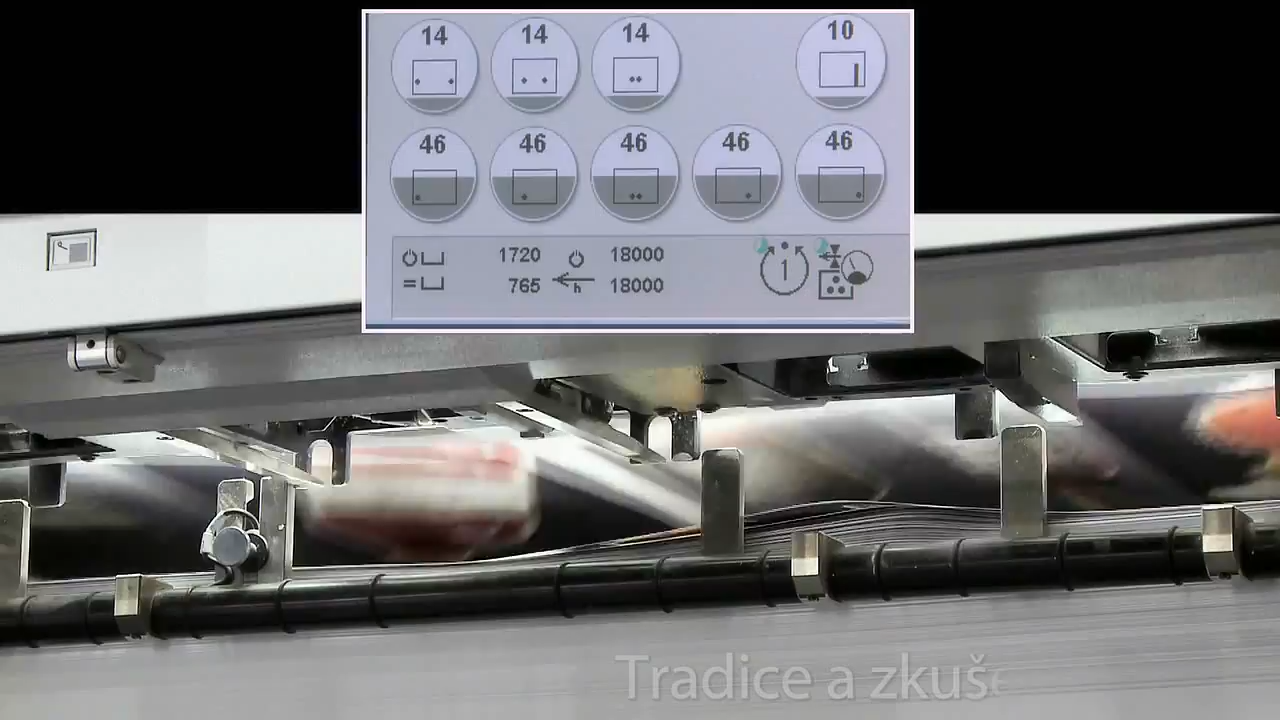 14 14 14 10
46 46 46 46 46
1720 18000
= 765 h 18000
1
Tradice a zkuš